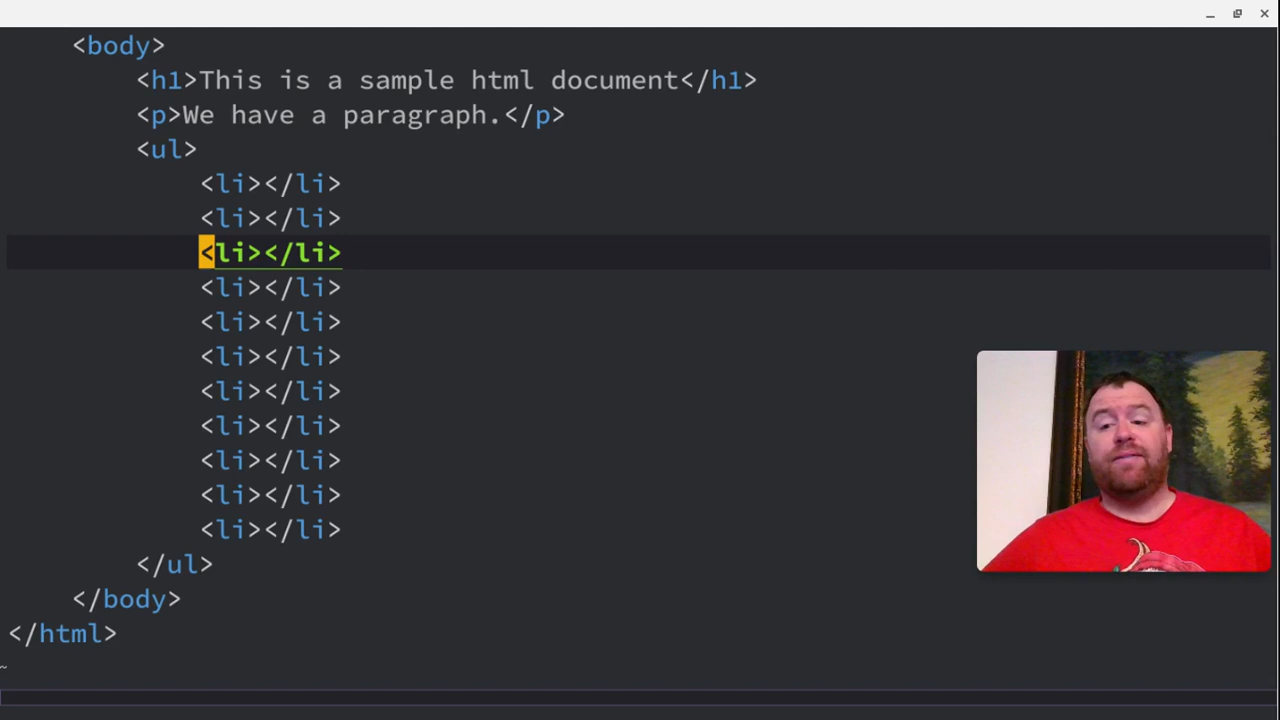 <body>
<h1>This is a sample html document</h1>
<p>We have a paragraph.</p>
<ul>
<li></li>
<li></li>
<li></li>
<li></li>
<li></li>
<li></li>
<li></li>
<li></li>
<li></li>
<li></li>
<li></li>
</ul>
</body>
</html>
~